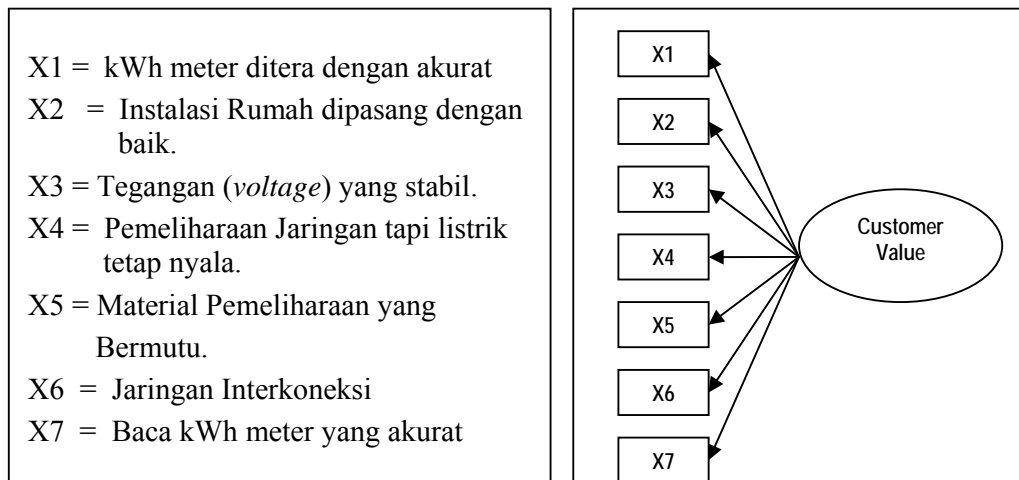 X1 = kWh meter ditera dengan akurat
X2 = Instalasi Rumah dipasang dengan
baik.
X3 = Tegangan (voltage) yang stabil.
X4 = Pemeliharaan Jaringan tapi listrik
tetap nyala.
X5 = Material Pemeliharaan yang
Bermutu.
X6 = Jaringan Interkoneksi
X7 = Baca kWh meter yang akurat
X1
X2
X3
X4
X5
X6
X7
Customer
Value